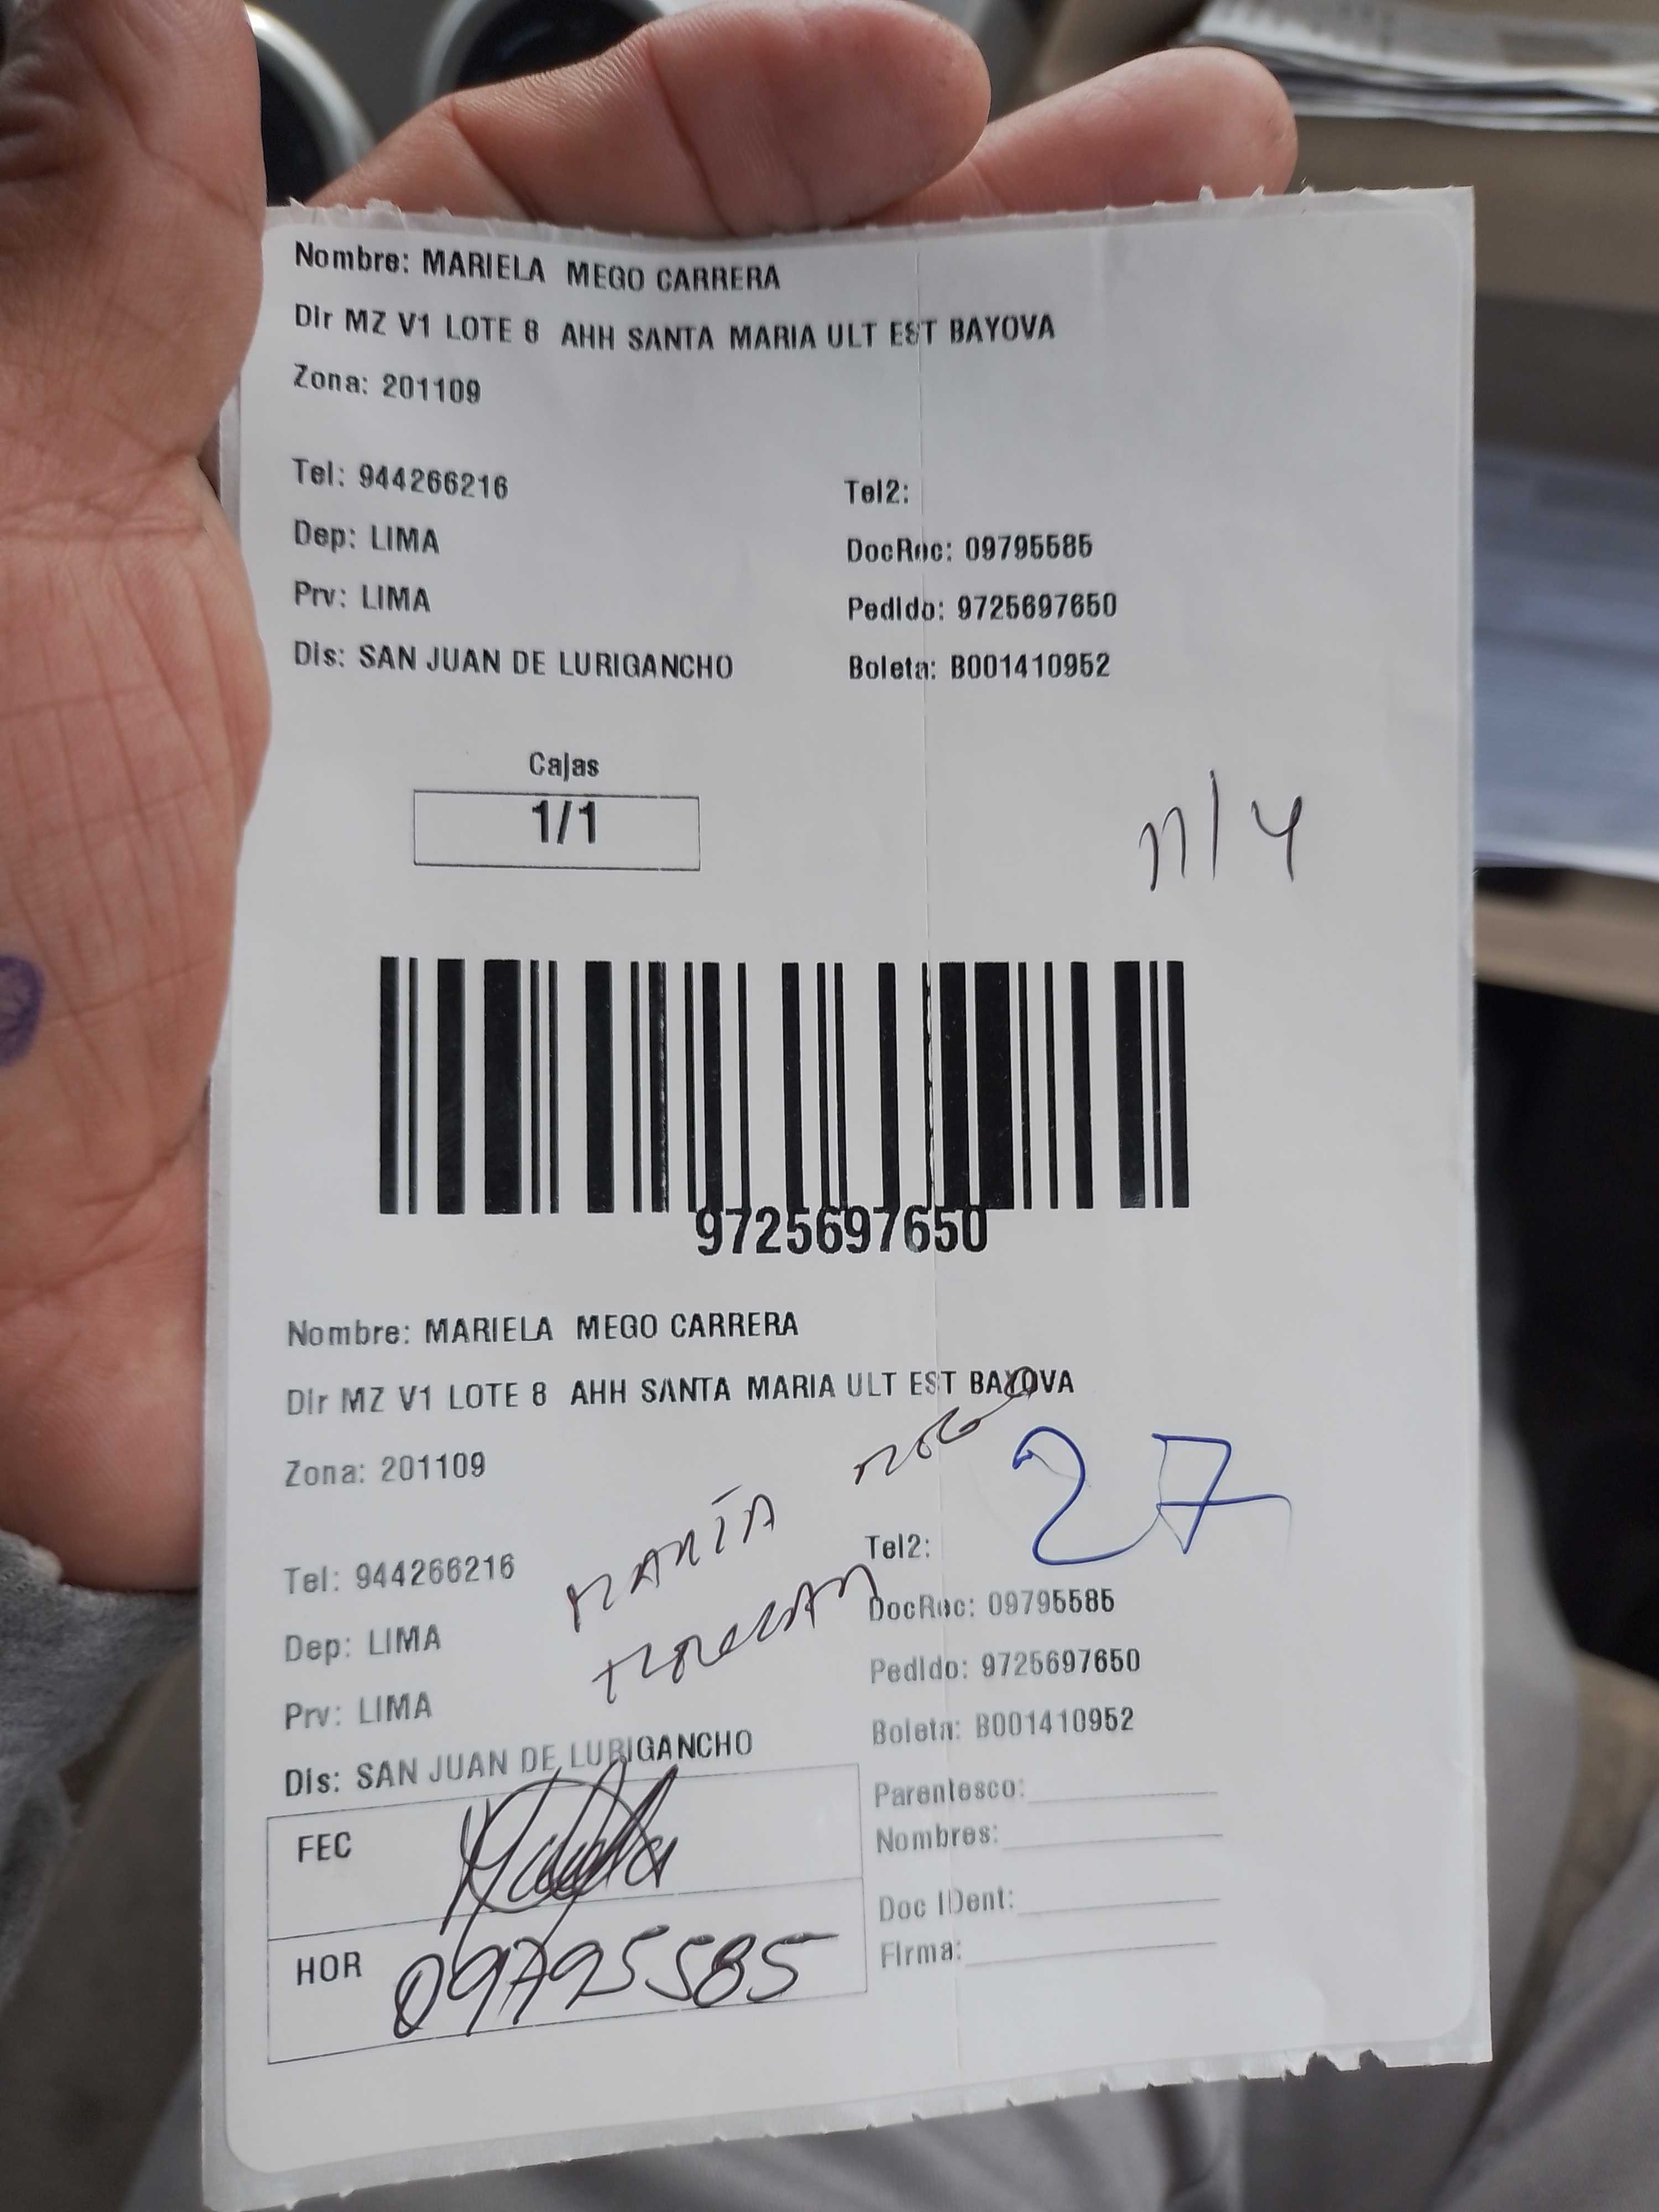 Nombre: MARIELA MEGO CARRERA
Dir MZ V1 LOTE 8 AHH SANTA MARIA ULT EST BAYOVA
Zona: 201109
Tel: 944266216 Tel2:
Dep: LIMA DocRec: 09795585
Prv: LIMA Pedido: 9725697650
Dis: SAN JUAN DE LURIGANCHO Boleta: B001410952
Cajas
1/1
9725697650
Nombre: MARIELA MEGO CARRERA
Dir MZ V1 LOTE 8 AHH SANTA MARIA ULT EST BAYOVA
Zona: 201109
27
MARÍA
Tel: 944266216 Tel2:
Dep: LIMA DocRec: 09795585
Prv: LIMA Pedido: 9725697650
Dis: SAN JUAN DE LURIGANCHO Boleta: B001410952
Parentesco:
FEC Nombres:
Doc IDent:
HOR Firma:
09795585